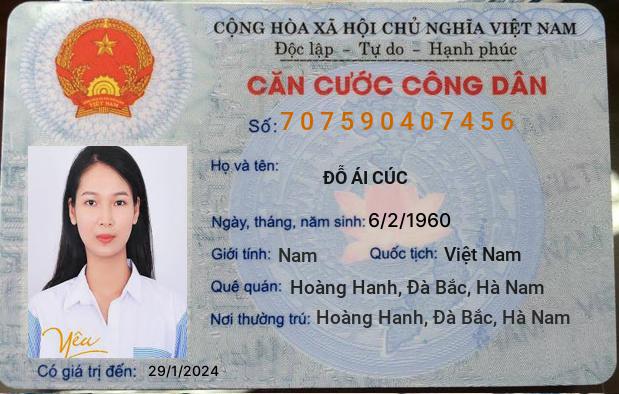 CỘNG HÒA XÃ HỘI CHỦ NGHĨA VIỆT NAM
Độc lập - Tự do - Hạnh phúc
CĂN CƯỚC CÔNG DÂN
Số: 707590407456
Họ và tên:
ĐỖ ÁI CÚC
Ngày, tháng, năm sinh: 6/2/1960
Giới tính: Nam Quốc tịch: Việt Nam
Quê quán: Hoàng Hanh, Đà Bắc, Hà Nam
Nơi thường trú: Hoàng Hanh, Đà Bắc, Hà Nam
Yêu
Có giá trị đến: 29/1/2024
VIỆT NAM